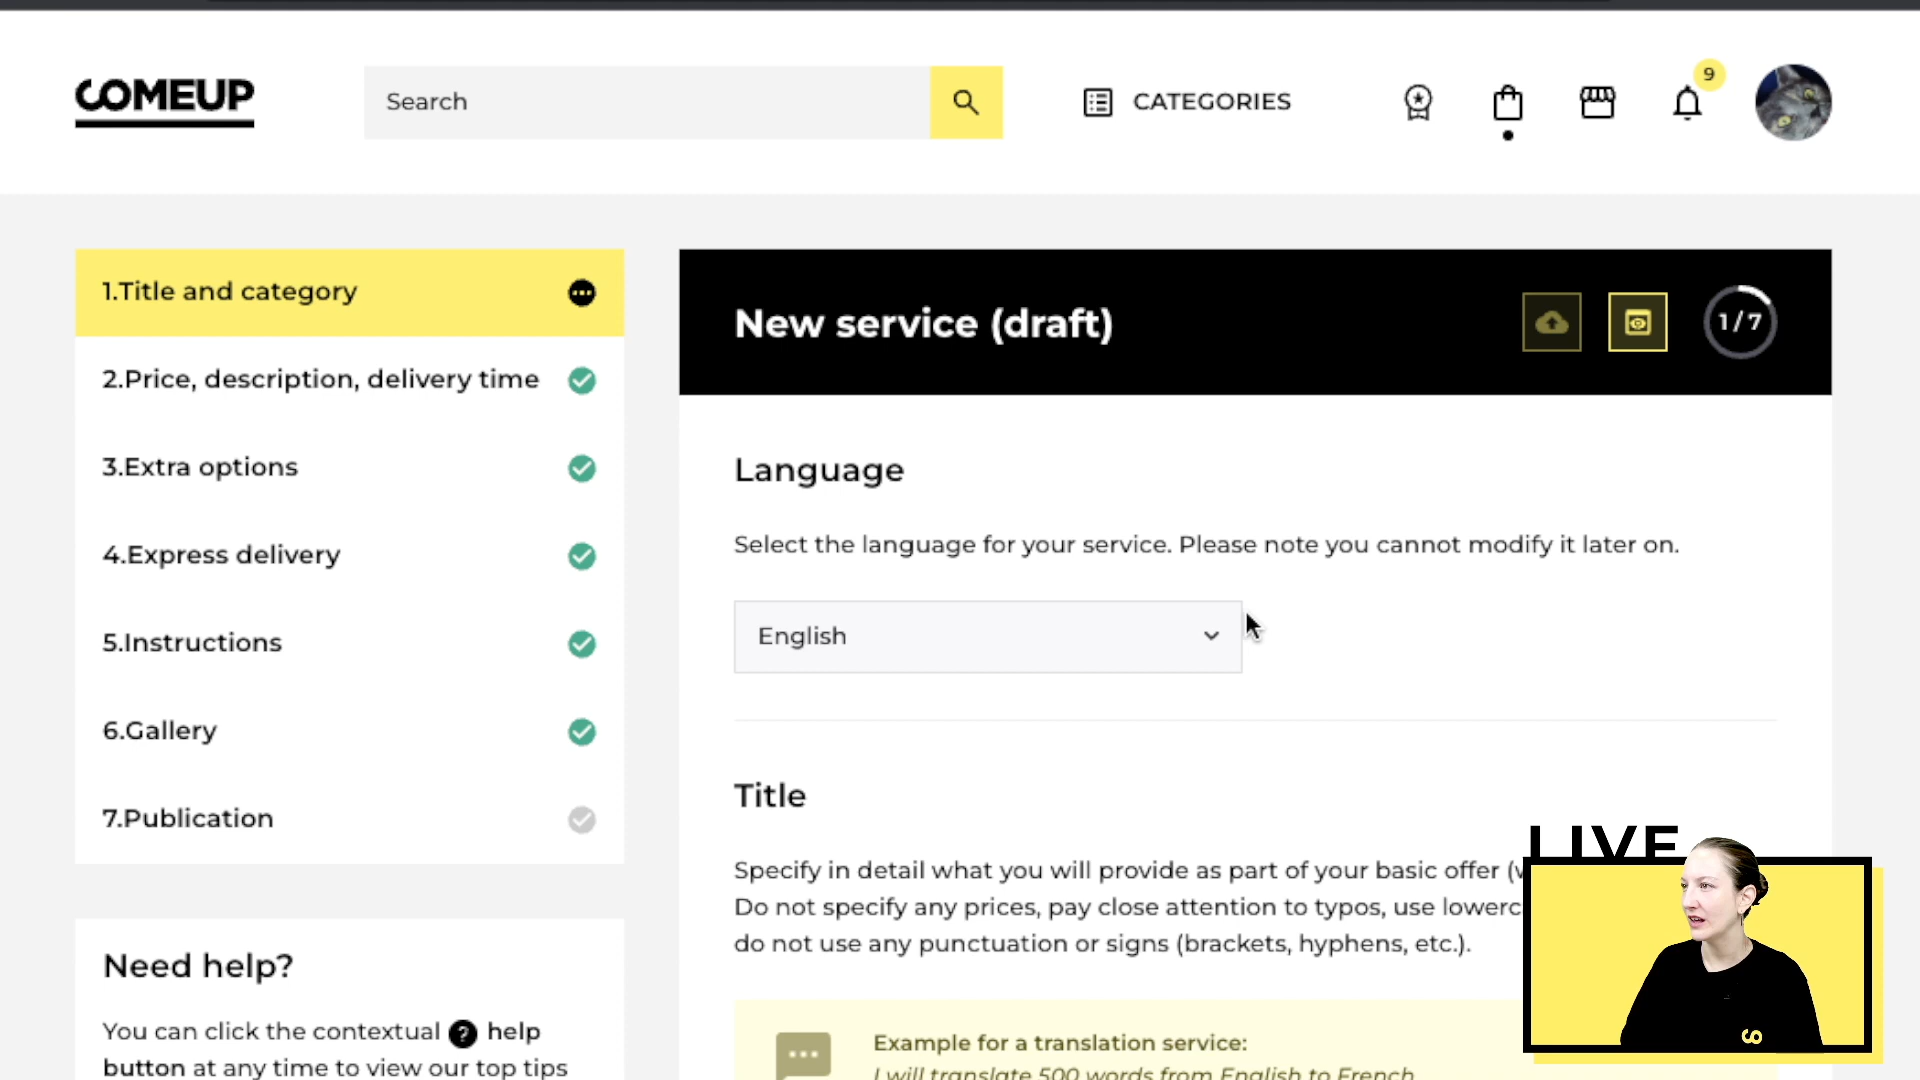 COMEUP
Search
CATEGORIES
9
1.Title and category
2.Price, description, delivery time
3.Extra options
4.Express delivery
5.Instructions
6.Gallery
7.Publication
Need help?
You can click the contextual ? help
button at any time to view our top tips
New service (draft)
1/7
Language
Select the language for your service. Please note you cannot modify it later on.
English
Title
Specify in detail what you will provide as part of your basic offer (
Do not specify any prices, pay close attention to typos, use lowerc
do not use any punctuation or signs (brackets, hyphens, etc.).
Example for a translation service:
I will translate 500 words from English to French
LIVE